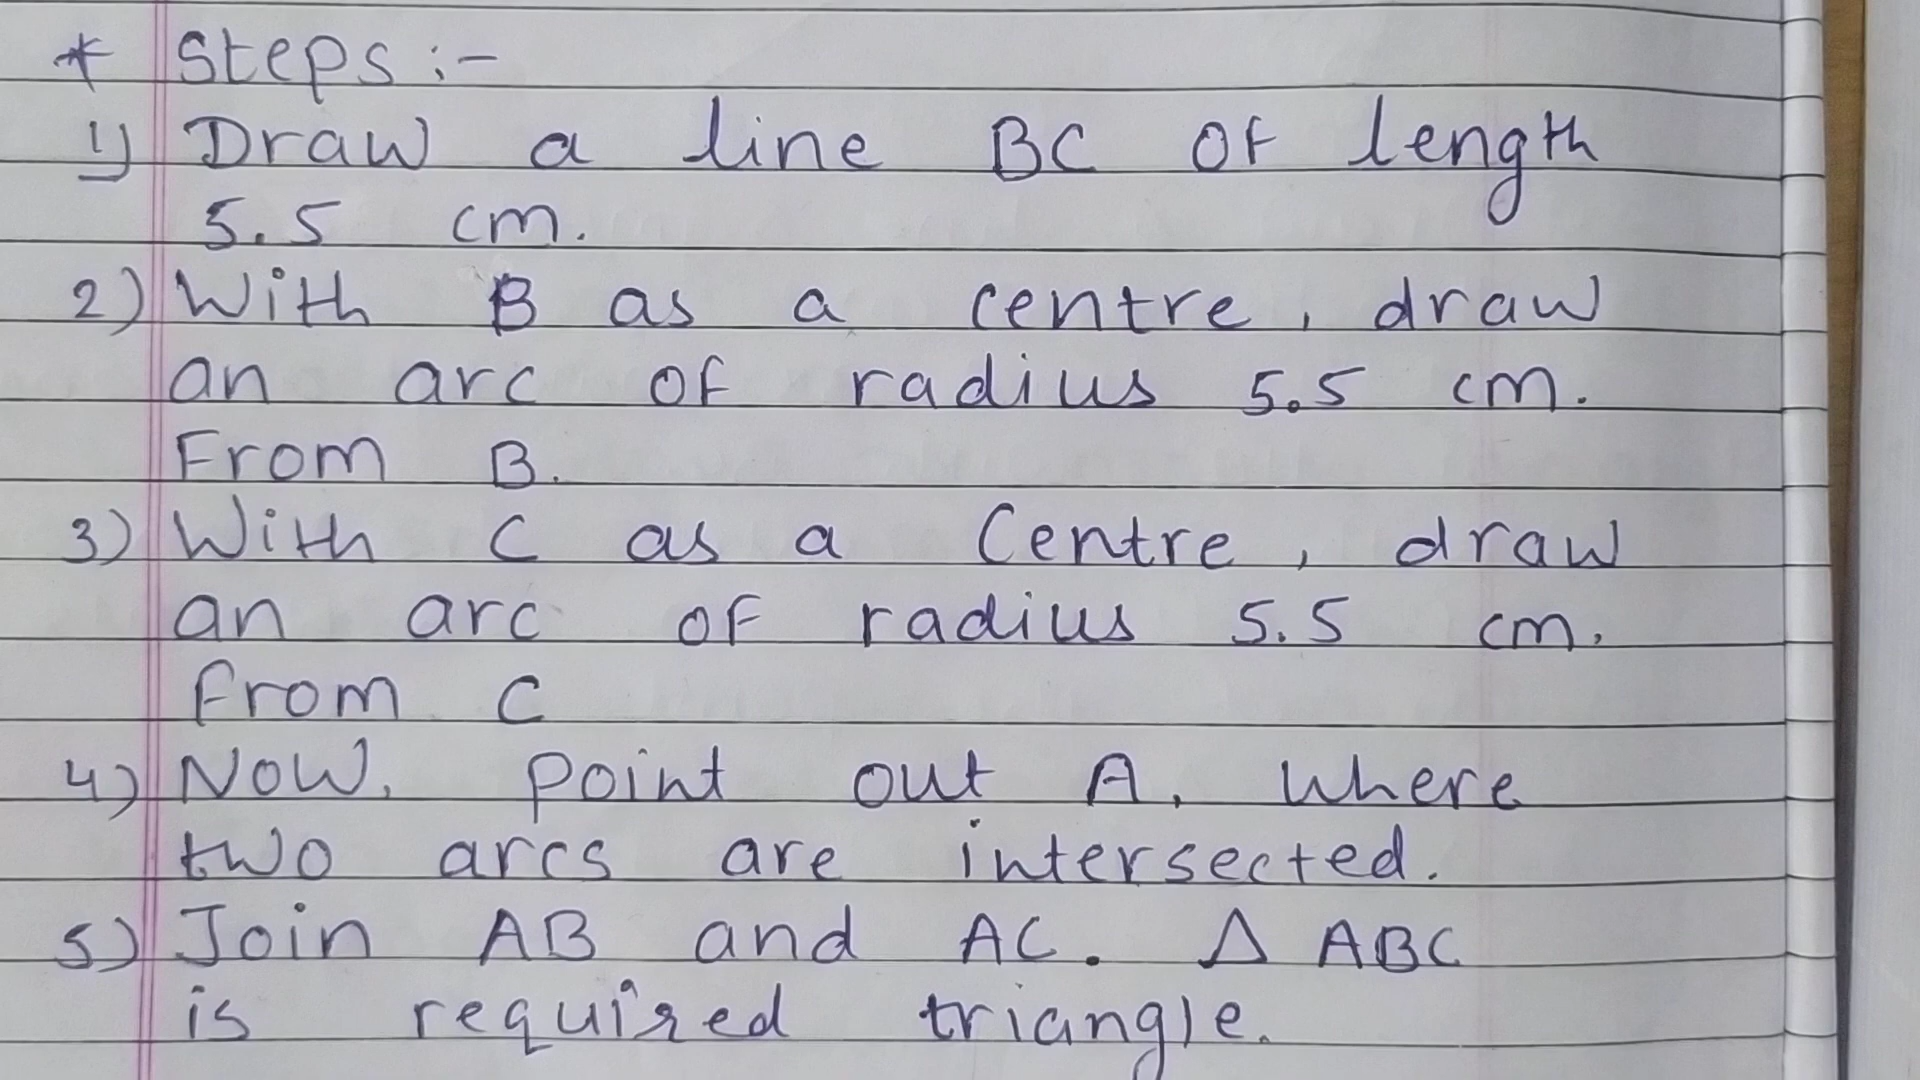 * Steps :-
1) Draw a line BC of length
5.5 cm.
2) With B as a centre, draw
an arc of radius 5.5 cm.
From B.
3) With C as a Centre, draw
an arc of radius 5.5 cm.
from C
4) Now, point out A, where
two arcs are intersected.
5) Join AB and AC. Δ ABC
is required triangle.